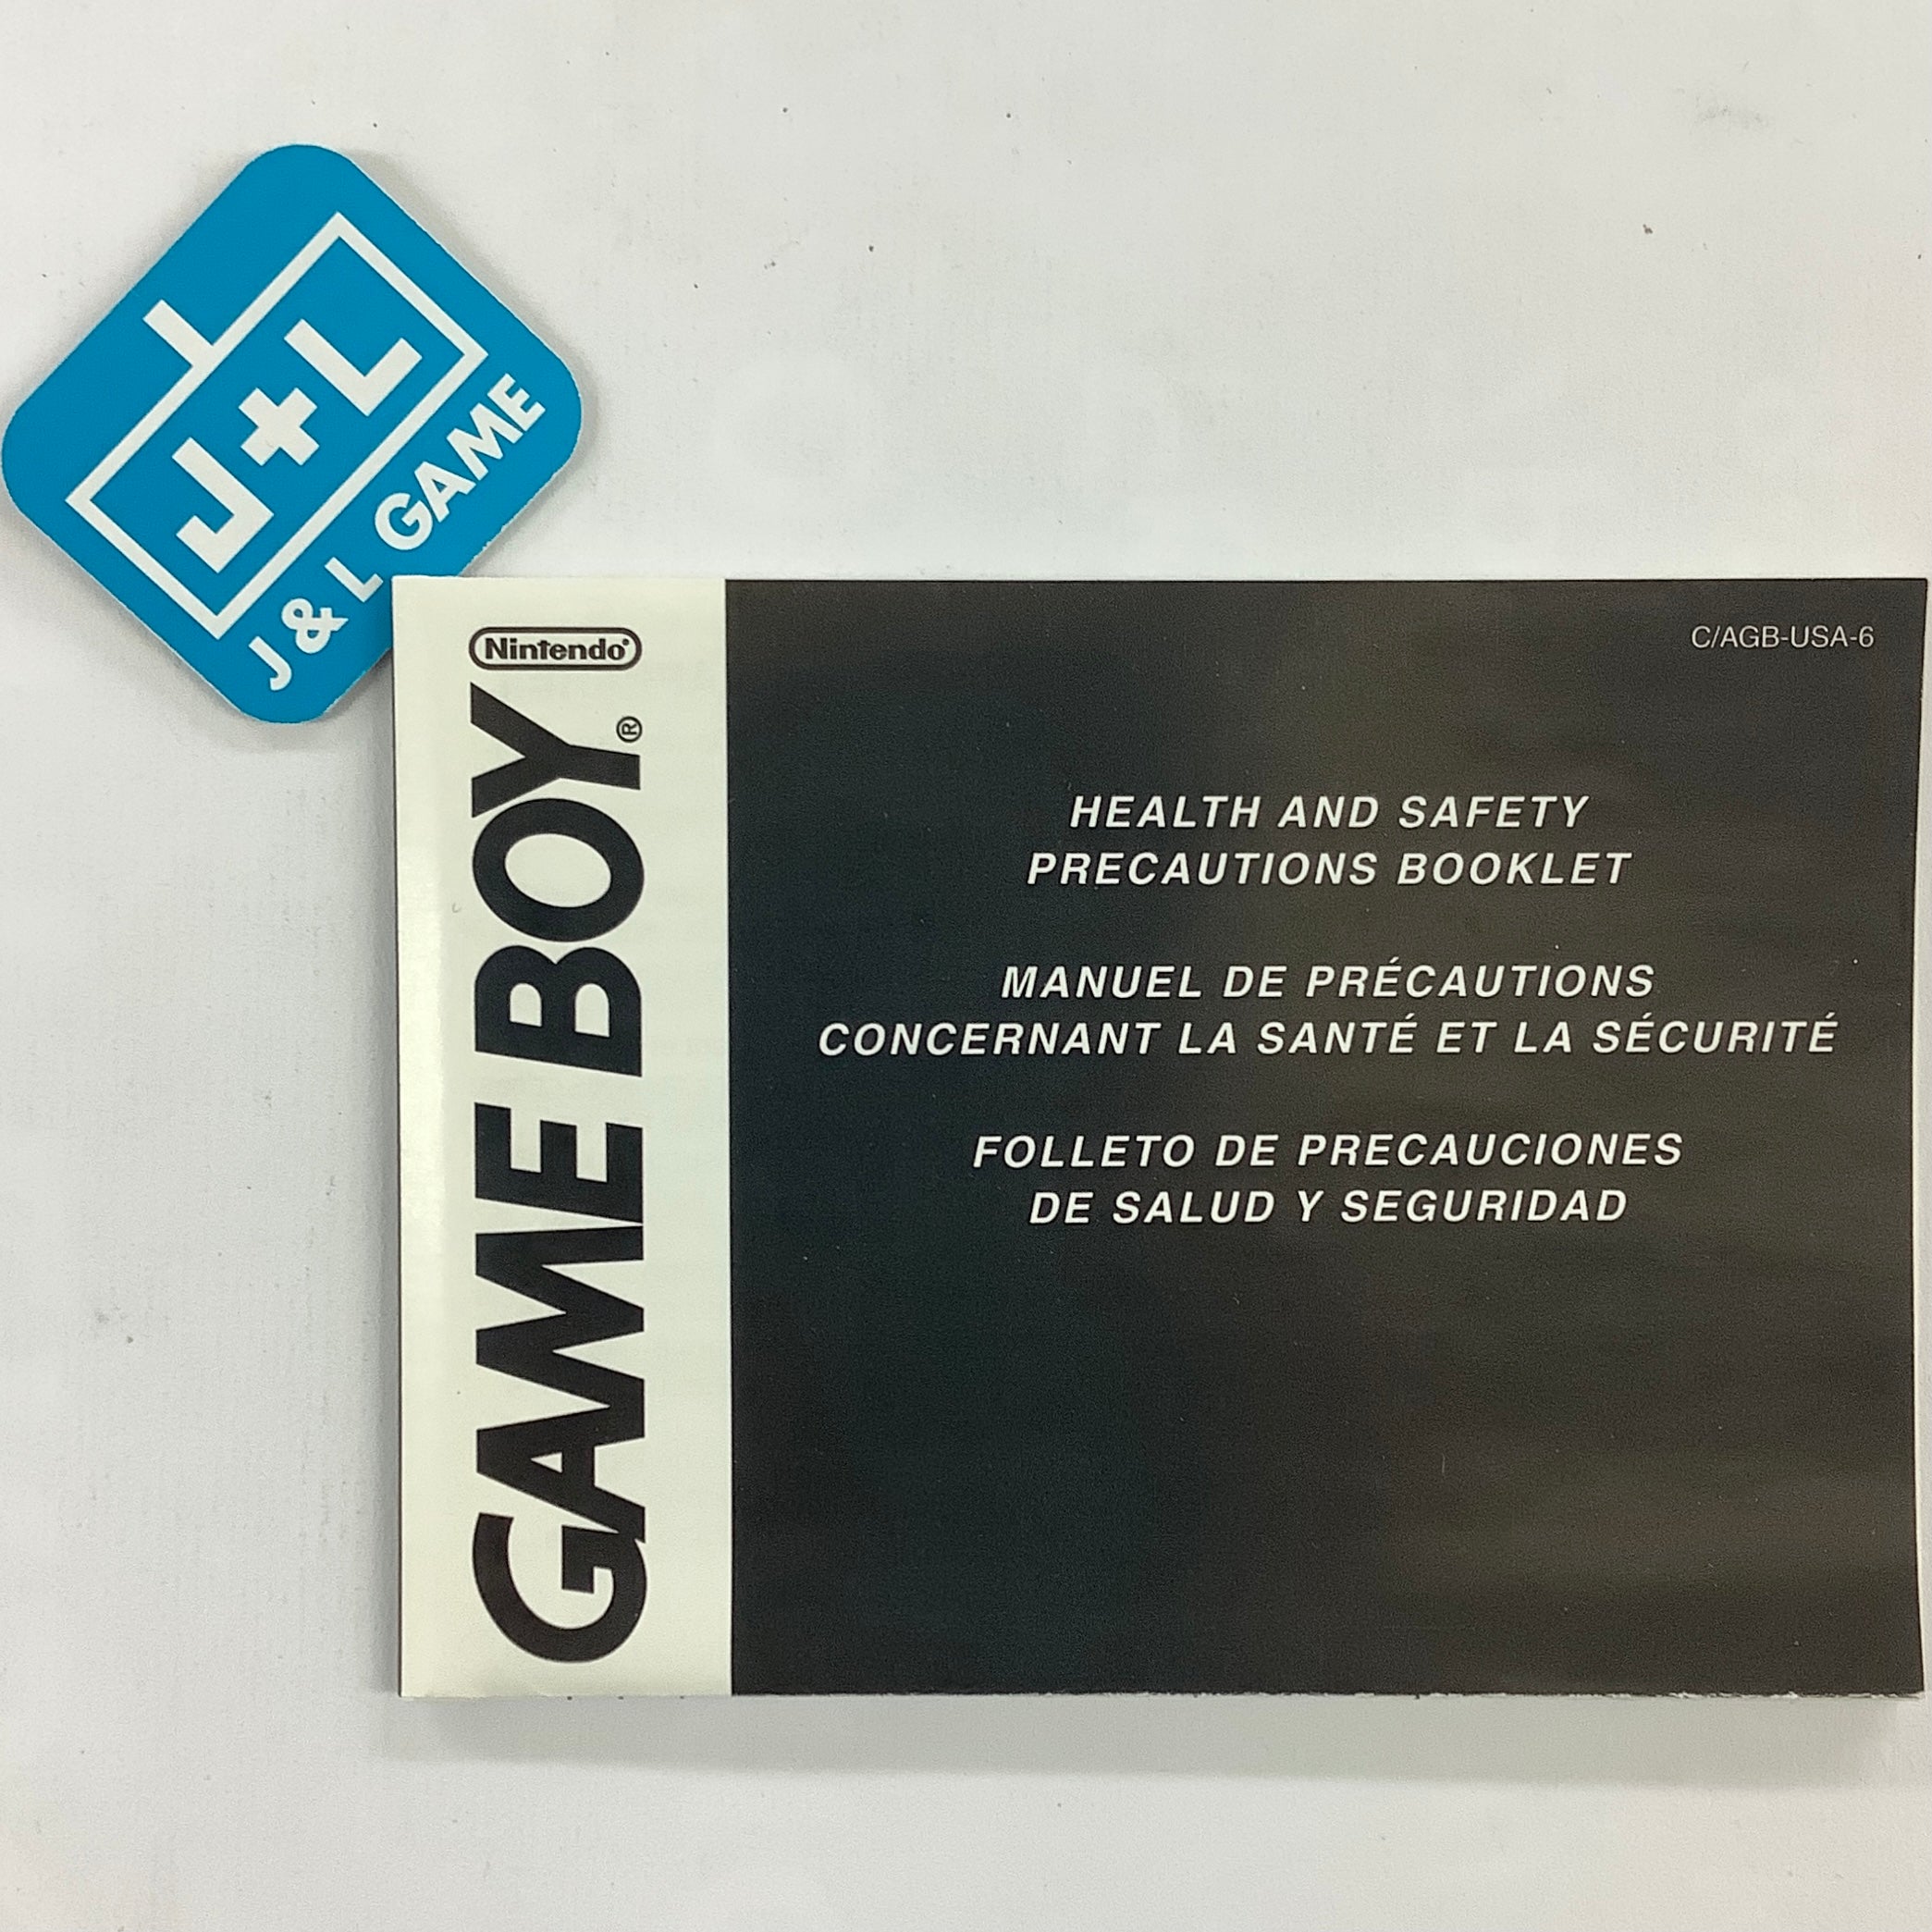 J+L
J & L GAME
Nintendo®
GAME BOY®
C/AGB-USA-6
HEALTH AND SAFETY
PRECAUTIONS BOOKLET
MANUEL DE PRÉCAUTIONS
CONCERNANT LA SANTÉ ET LA SÉCURITÉ
FOLLETO DE PRECAUCIONES
DE SALUD Y SEGURIDAD